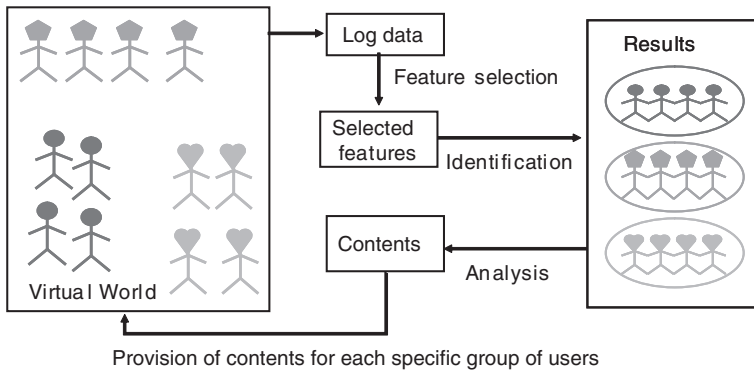 Log data
Results
Feature selection
Selected
features
Identification
Contents
Analysis
Virtual World
Provision of contents for each specific group of users